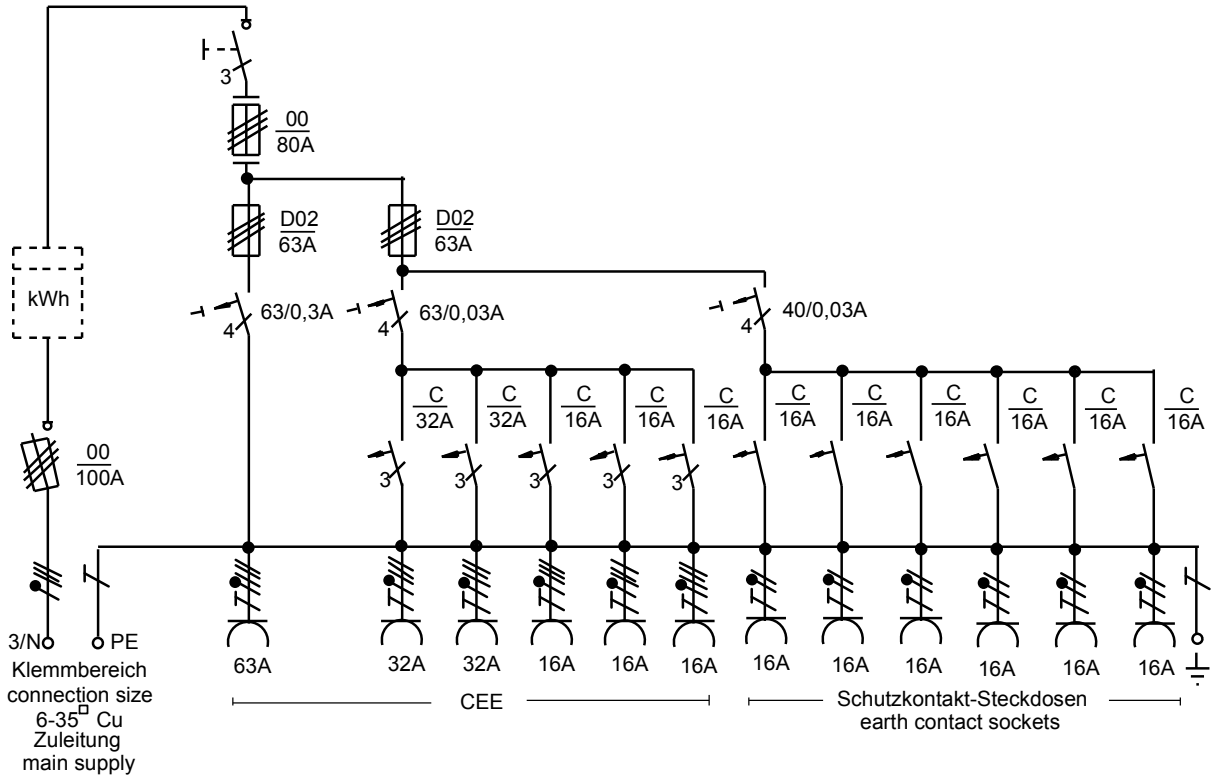 3
00
80A
D02
63A
D02
63A
kWh
4
63/0,3A
4
63/0,03A
4
40/0,03A
C
32A
C
32A
C
16A
C
16A
C
16A
C
16A
C
16A
C
16A
C
16A
C
16A
C
16A
00
100A
3
3
3
3
3
3/N
PE
63A
32A
32A
16A
16A
16A
16A
16A
16A
16A
16A
16A
Klemmbereich
connection size
6-35□ Cu
Zuleitung
main supply
CEE
Schutzkontakt-Steckdosen
earth contact sockets